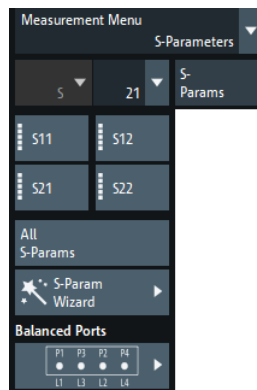 Measurement Menu
S-Parameters
S
21
S-
Params
S11
S12
S21
S22
All
S-Params
S-Param
Wizard
Balanced Ports
P1 P3 P2 P4
L1 L3 L2 L4